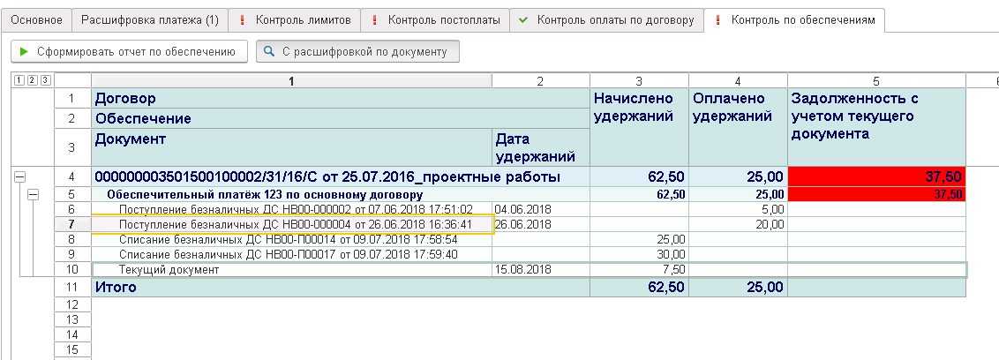 Основное Расшифровка платежа (1) Контроль лимитов Контроль постоплаты Контроль оплаты по договору Контроль по обеспечениям
Сформировать отчет по обеспечению С расшифровкой по документу
1 2 3 1 2 3 4 5 6
1 Договор Начислено удержаний Оплачено удержаний Задолженность с учетом текущего документа
2 Обеспечение
3 Документ Дата удержаний
4 000000003501500100002/31/16/С от 25.07.2016_проектные работы 62,50 25,00 37,50
5 Обеспечительный платёж 123 по основному договору 62,50 25,00 37,50
6 Поступление безналичных ДС НВ00-000002 от 07.06.2018 17:51:02 04.06.2018 5,00
7 Поступление безналичных ДС НВ00-000004 от 26.06.2018 16:36:41 26.06.2018 20,00
8 Списание безналичных ДС НВ00-П00014 от 09.07.2018 17:58:54 25,00
9 Списание безналичных ДС НВ00-П00017 от 09.07.2018 17:59:40 30,00
10 Текущий документ 15.08.2018 7,50
11 Итого 62,50 25,00
12
13
14
15